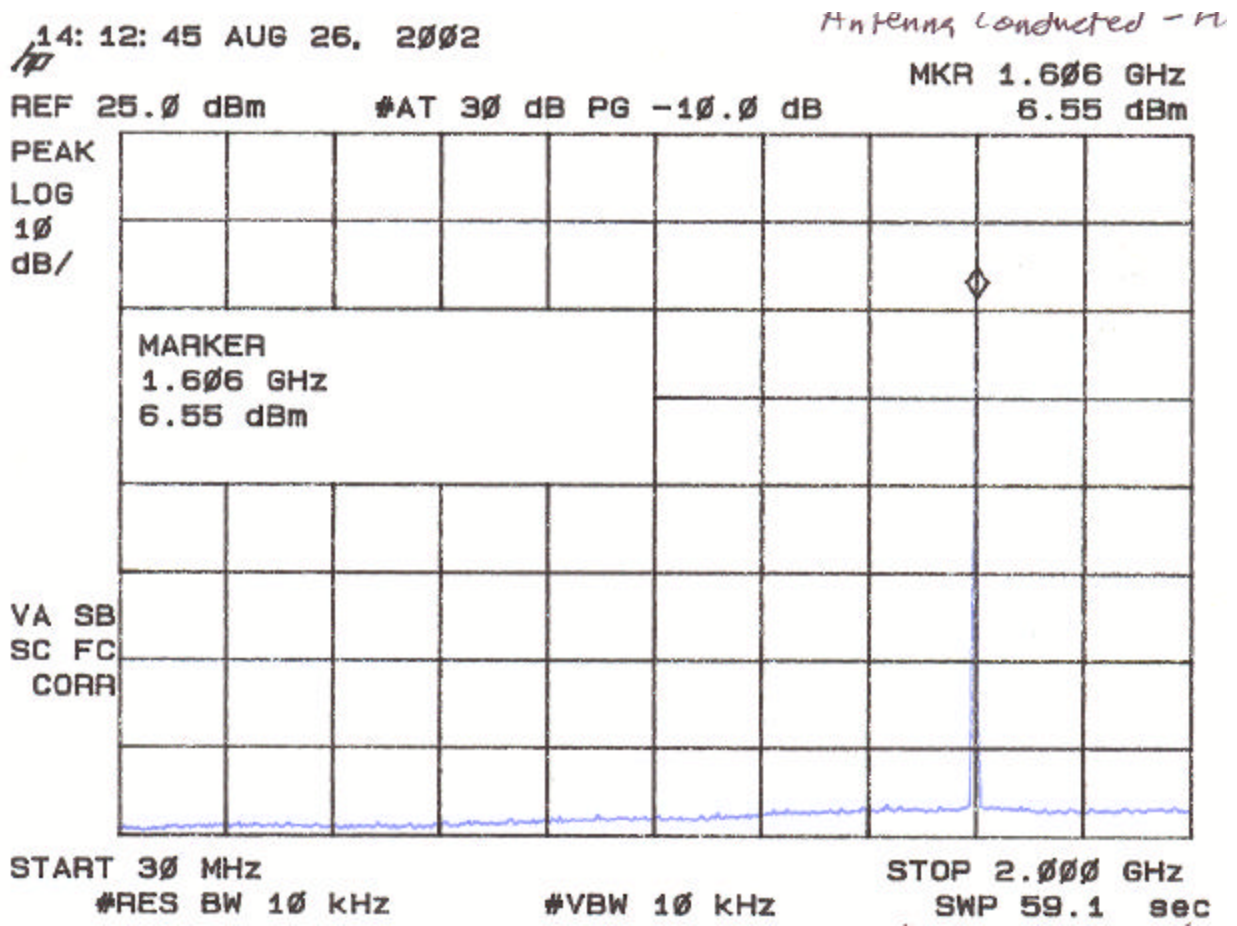 Antenna Conducted -
14:12:45 AUG 26, 2002
hp
MKR 1.606 GHz
REF 25.0 dBm #AT 30 dB PG -10.0 dB 6.55 dBm
PEAK
LOG
10
dB/
MARKER
1.606 GHz
6.55 dBm
VA SB
SC FC
CORR
START 30 MHz STOP 2.000 GHz
#RES BW 10 kHz #VBW 10 kHz SWP 59.1 sec